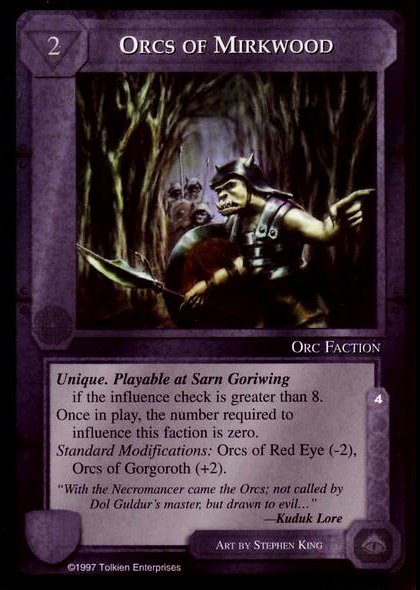 2
ORCS OF MIRKWOOD
ORC FACTION
Unique. Playable at Sarn Goriwing
if the influence check is greater than 8.
Once in play, the number required to
influence this faction is zero.
Standard Modifications: Orcs of Red Eye (-2),
Orcs of Gorgoroth (+2).
“With the Necromancer came the Orcs; not called by
Dol Guldur's master, but drawn to evil…”
—Kuduk Lore
4
ART BY STEPHEN KING
©1997 Tolkien Enterprises